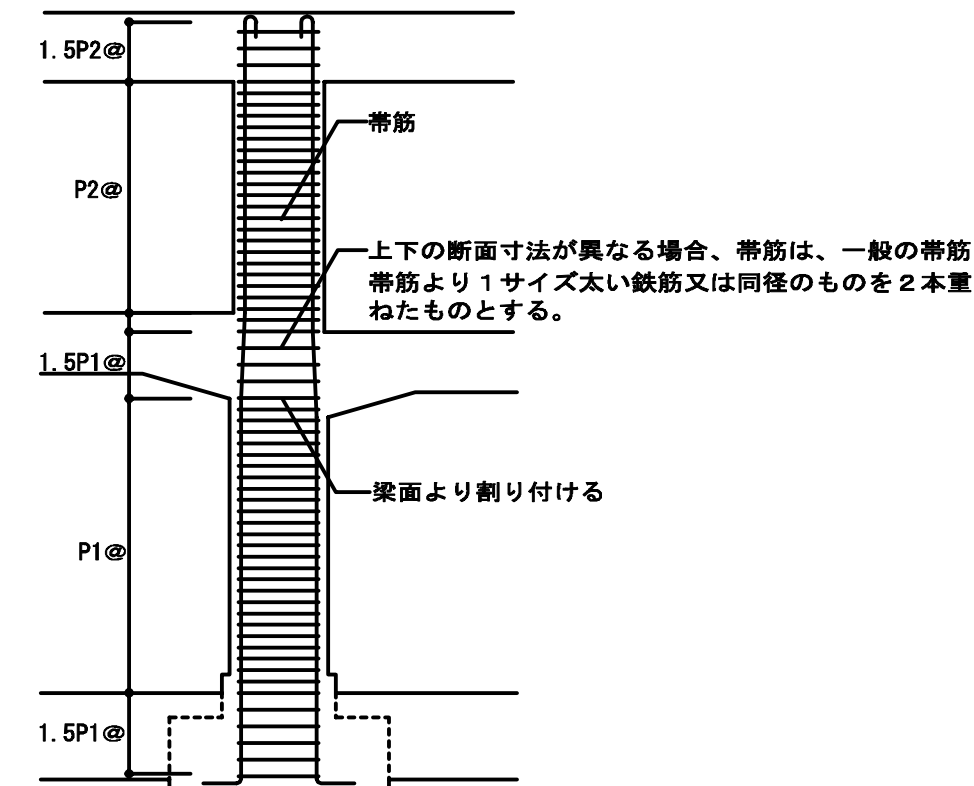 1.5P2@
帯筋
P2@
上下の断面寸法が異なる場合、帯筋は、一般の帯筋
帯筋より１サイズ太い鉄筋又は同径のものを２本重
ねたものとする。
1.5P1@
梁面より割り付ける
P1@
1.5P1@